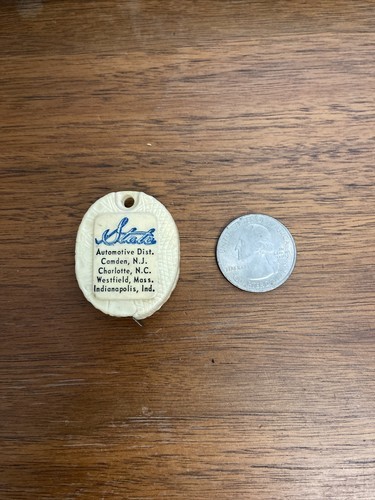 State
Automotive Dist.
Camden, N.J.
Charlotte, N.C.
Westfield, Mass.
Indianapolis, Ind.